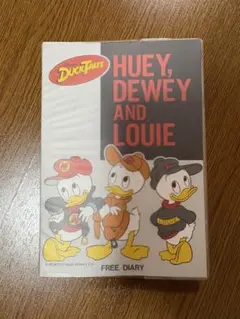 DUCKTALES
HUEY,
DEWEY
AND
LOUIE
FREE DIARY